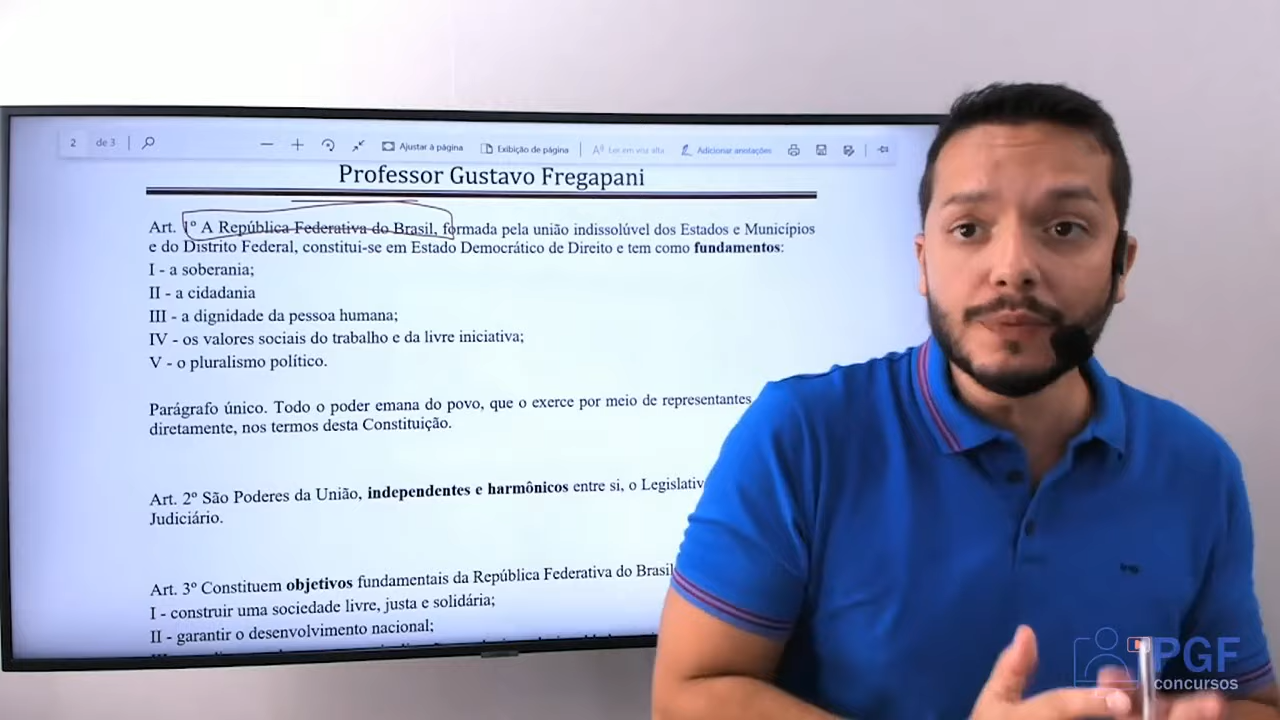 2 de 3 Ajustar à página Exibição de página Ler em voz alta Adicionar anotações
Professor Gustavo Fregapani
Art. 1º A República Federativa do Brasil, formada pela união indissolúvel dos Estados e Municípios
e do Distrito Federal, constitui-se em Estado Democrático de Direito e tem como fundamentos:
I - a soberania;
II - a cidadania
III - a dignidade da pessoa humana;
IV - os valores sociais do trabalho e da livre iniciativa;
V - o pluralismo político.
Parágrafo único. Todo o poder emana do povo, que o exerce por meio de representantes
diretamente, nos termos desta Constituição.
Art. 2º São Poderes da União, independentes e harmônicos entre si, o Legislativ
Judiciário.
Art. 3º Constituem objetivos fundamentais da República Federativa do Brasil
I - construir uma sociedade livre, justa e solidária;
II - garantir o desenvolvimento nacional;
PGF
concursos